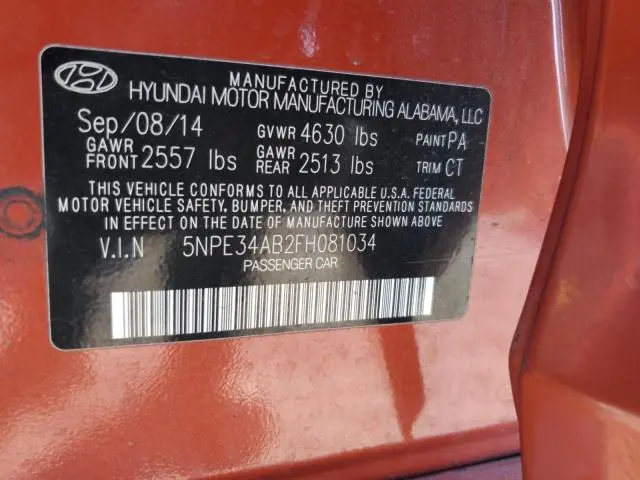 MANUFACTURED BY
HYUNDAI MOTOR MANUFACTURING ALABAMA, LLC
Sep/08/14 GVWR 4630 lbs PAINT PA
GAWR FRONT 2557 lbs GAWR REAR 2513 lbs TRIM CT
THIS VEHICLE CONFORMS TO ALL APPLICABLE U.S.A. FEDERAL
MOTOR VEHICLE SAFETY, BUMPER, AND THEFT PREVENTION STANDARDS
IN EFFECT ON THE DATE OF MANUFACTURE SHOWN ABOVE
V.I.N 5NPE34AB2FH081034
PASSENGER CAR